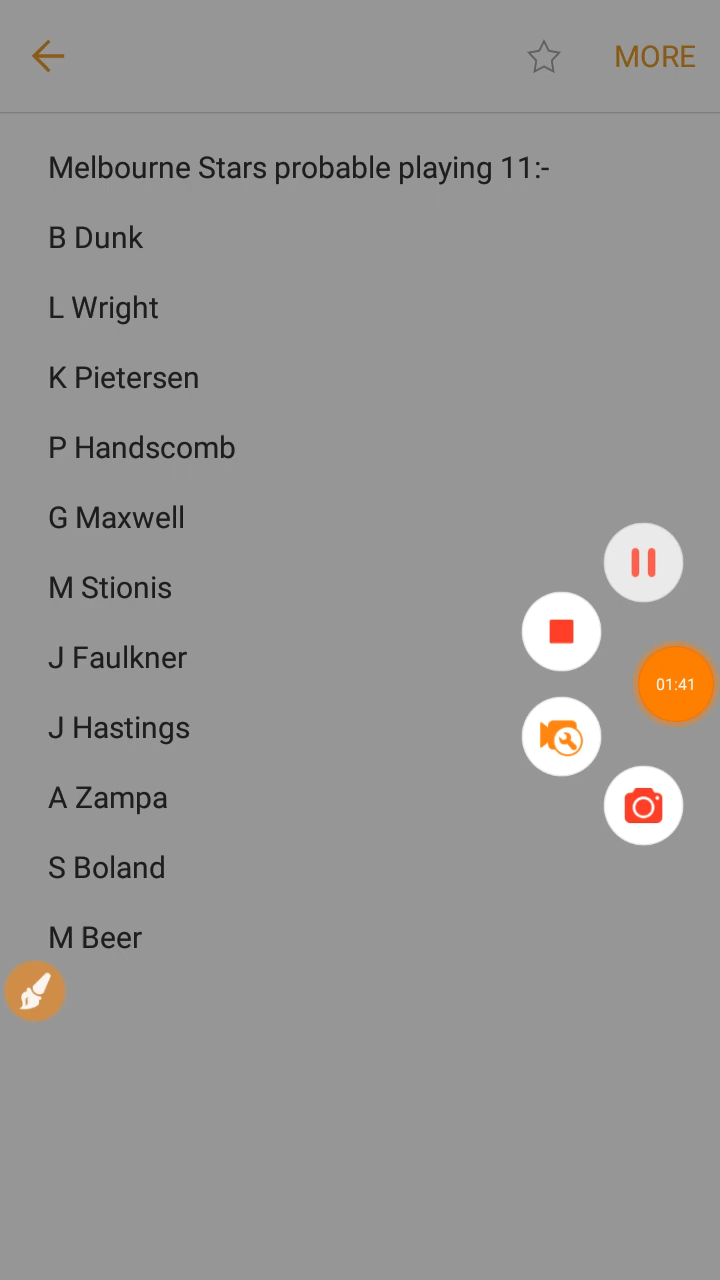 MORE
Melbourne Stars probable playing 11:-
B Dunk
L Wright
K Pietersen
P Handscomb
G Maxwell
M Stionis
J Faulkner
J Hastings
01:41
A Zampa
S Boland
M Beer